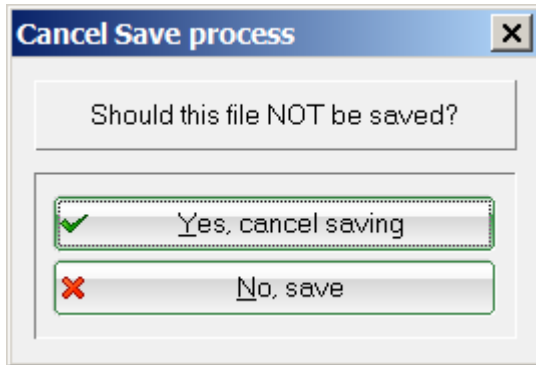 Cancel Save process
Should this file NOT be saved?
Yes, cancel saving
No, save